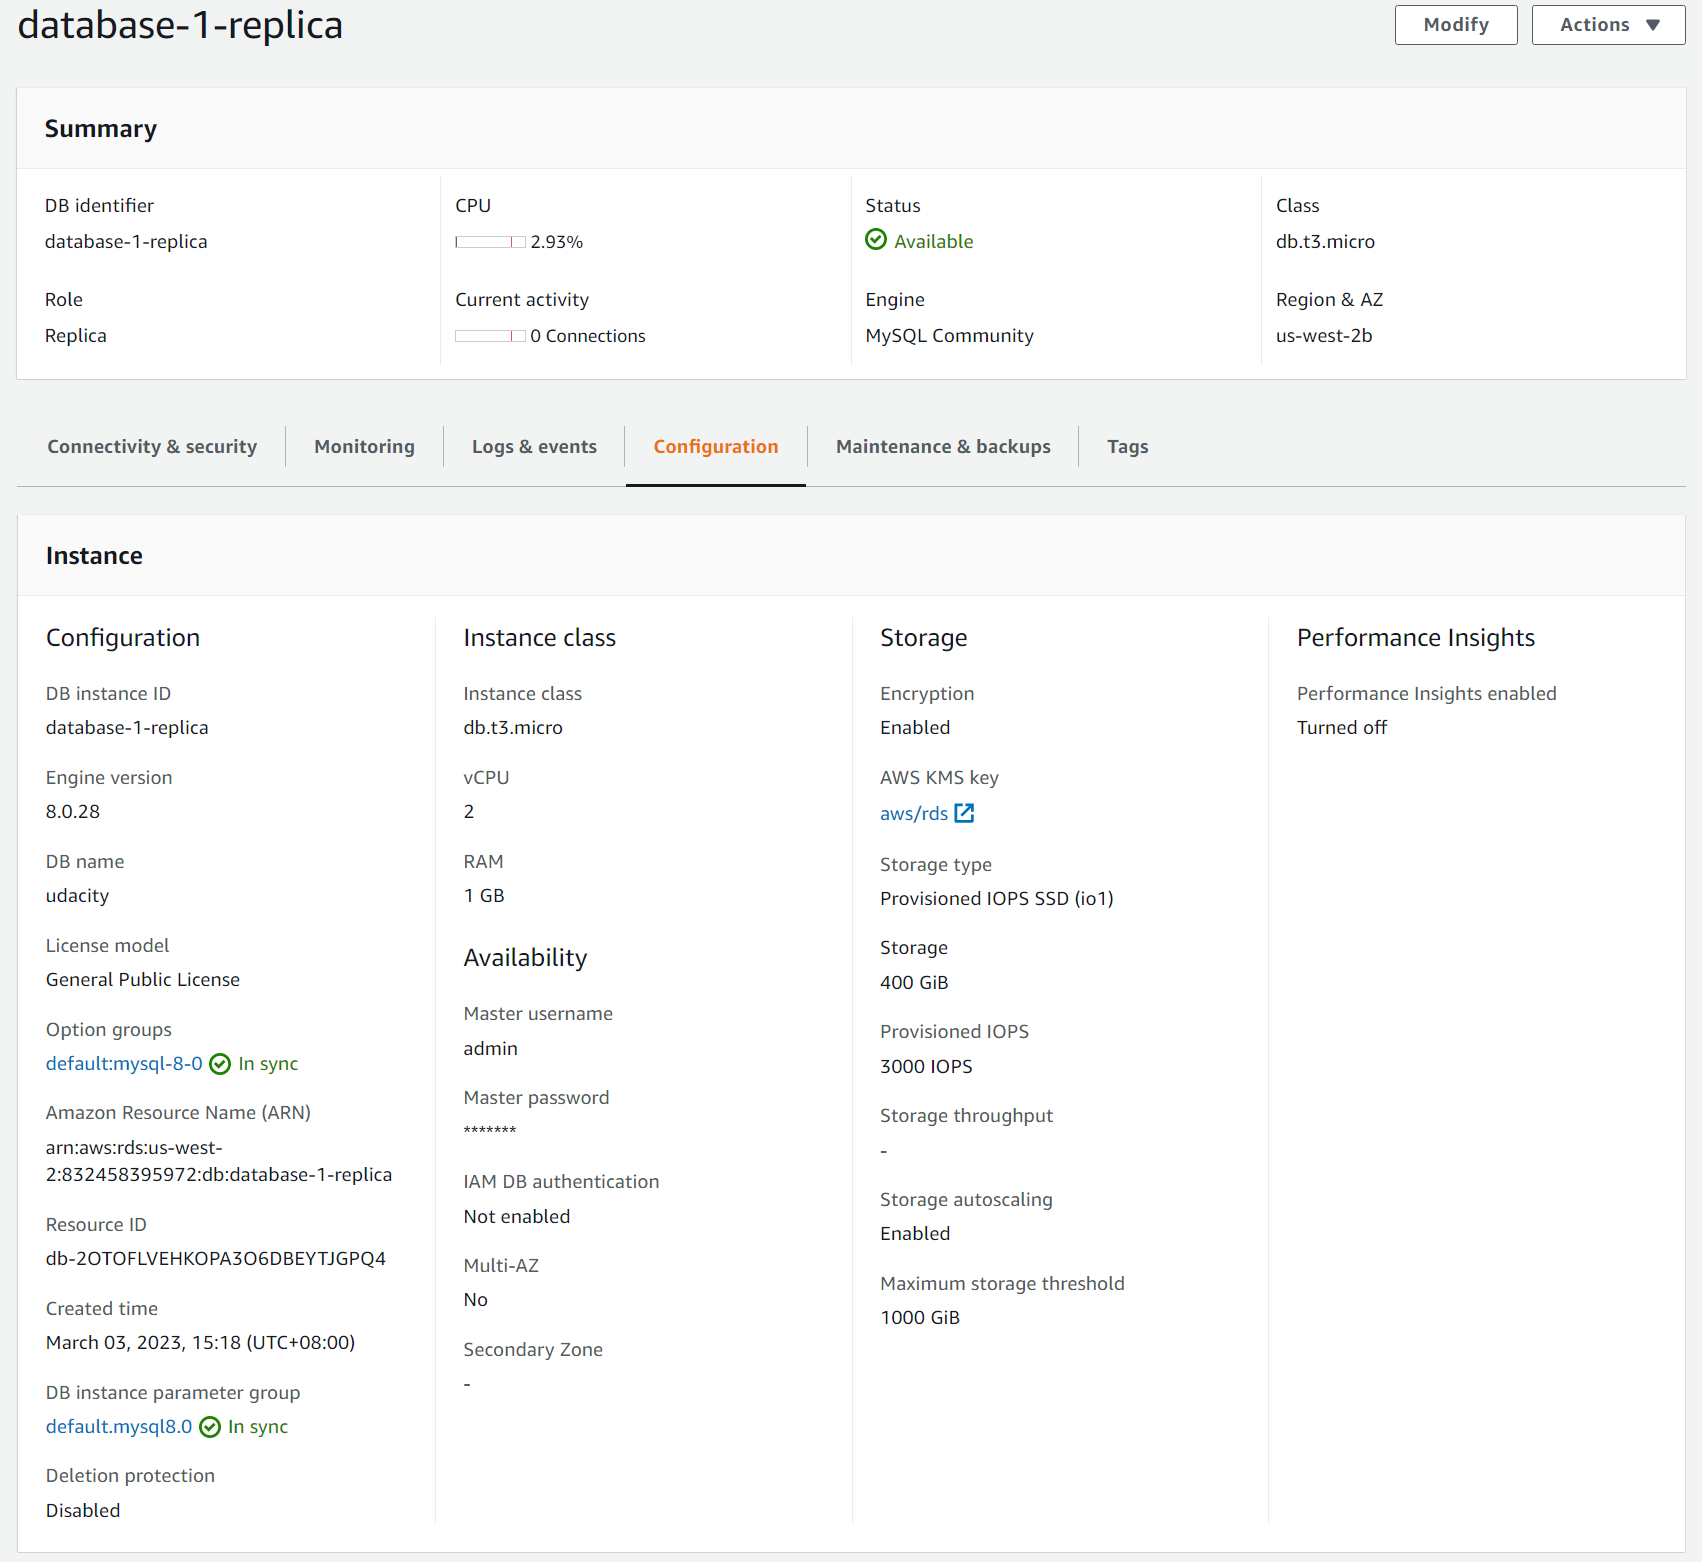 database-1-replica
Modify
Actions
Summary
DB identifier
database-1-replica
CPU
2.93%
Status
Available
Class
db.t3.micro
Role
Replica
Current activity
0 Connections
Engine
MySQL Community
Region & AZ
us-west-2b
Connectivity & security
Monitoring
Logs & events
Configuration
Maintenance & backups
Tags
Instance
Configuration
DB instance ID
database-1-replica
Engine version
8.0.28
DB name
udacity
License model
General Public License
Option groups
default:mysql-8-0 In sync
Amazon Resource Name (ARN)
arn:aws:rds:us-west-
2:832458395972:db:database-1-replica
Resource ID
db-2OTOFLVEHKOPA3O6DBEYTJGPQ4
Created time
March 03, 2023, 15:18 (UTC+08:00)
DB instance parameter group
default.mysql8.0 In sync
Deletion protection
Disabled
Instance class
Instance class
db.t3.micro
vCPU
2
RAM
1 GB
Availability
Master username
admin
Master password
*******
IAM DB authentication
Not enabled
Multi-AZ
No
Secondary Zone
-
Storage
Encryption
Enabled
AWS KMS key
aws/rds
Storage type
Provisioned IOPS SSD (io1)
Storage
400 GiB
Provisioned IOPS
3000 IOPS
Storage throughput
-
Storage autoscaling
Enabled
Maximum storage threshold
1000 GiB
Performance Insights
Performance Insights enabled
Turned off